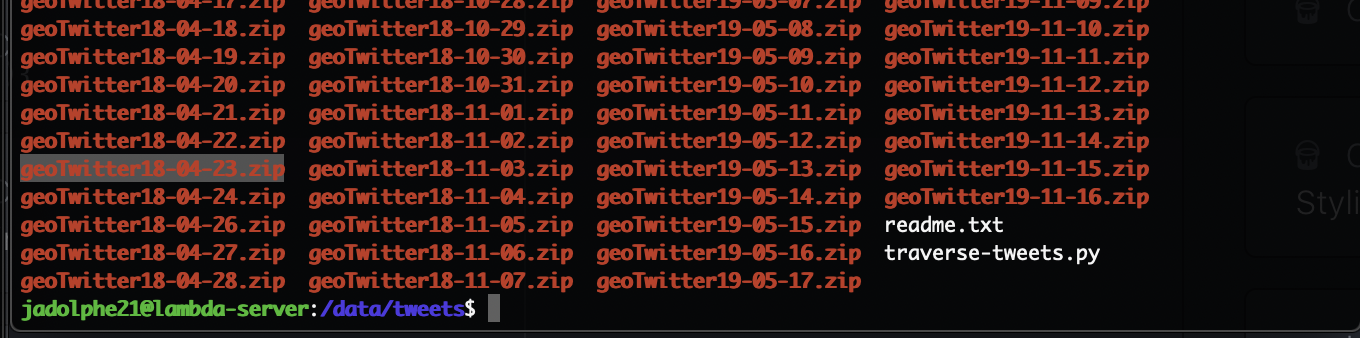 geoTwitter18-04-17.zip geoTwitter18-10-28.zip geoTwitter19-05-07.zip geoTwitter19-11-09.zip
geoTwitter18-04-18.zip geoTwitter18-10-29.zip geoTwitter19-05-08.zip geoTwitter19-11-10.zip
geoTwitter18-04-19.zip geoTwitter18-10-30.zip geoTwitter19-05-09.zip geoTwitter19-11-11.zip
geoTwitter18-04-20.zip geoTwitter18-10-31.zip geoTwitter19-05-10.zip geoTwitter19-11-12.zip
geoTwitter18-04-21.zip geoTwitter18-11-01.zip geoTwitter19-05-11.zip geoTwitter19-11-13.zip
geoTwitter18-04-22.zip geoTwitter18-11-02.zip geoTwitter19-05-12.zip geoTwitter19-11-14.zip
geoTwitter18-04-23.zip geoTwitter18-11-03.zip geoTwitter19-05-13.zip geoTwitter19-11-15.zip
geoTwitter18-04-24.zip geoTwitter18-11-04.zip geoTwitter19-05-14.zip geoTwitter19-11-16.zip
geoTwitter18-04-26.zip geoTwitter18-11-05.zip geoTwitter19-05-15.zip readme.txt
geoTwitter18-04-27.zip geoTwitter18-11-06.zip geoTwitter19-05-16.zip traverse-tweets.py
geoTwitter18-04-28.zip geoTwitter18-11-07.zip geoTwitter19-05-17.zip
jadolphe21@lambda-server:/data/tweets$
Styli